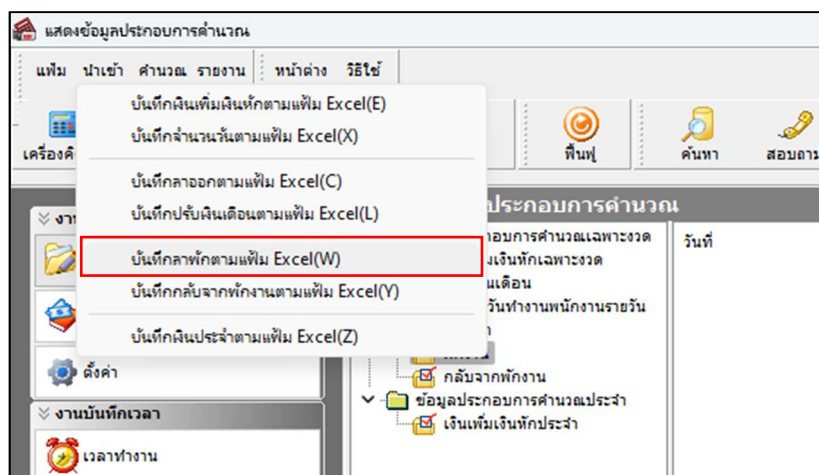 แสดงข้อมูลประกอบการคำนวณ
แฟ้ม นำเข้า คำนวณ รายงาน หน้าต่าง วิธีใช้
บันทึกเงินเพิ่มเงินหักตามแฟ้ม Excel(E)
บันทึกจำนวนวันตามแฟ้ม Excel(X)
บันทึกลาออกตามแฟ้ม Excel(C)
บันทึกปรับเงินเดือนตามแฟ้ม Excel(L)
บันทึกลาพักตามแฟ้ม Excel(W)
บันทึกกลับจากพักงานตามแฟ้ม Excel(Y)
บันทึกเงินประจำตามแฟ้ม Excel(Z)
ฟื้นฟู
ค้นหา
สอบถาม
ประกอบการคำนวณ
อบการคำนวณเฉพาะงวด
เงินหักเฉพาะงวด
เดือน
วันทำงานพนักงานรายวัน
กลับจากพักงาน
ข้อมูลประกอบการคำนวณประจำ
เงินเพิ่มเงินหักประจำ
วันที่
ตั้งค่า
งานบันทึกเวลา
เวลาทำงาน